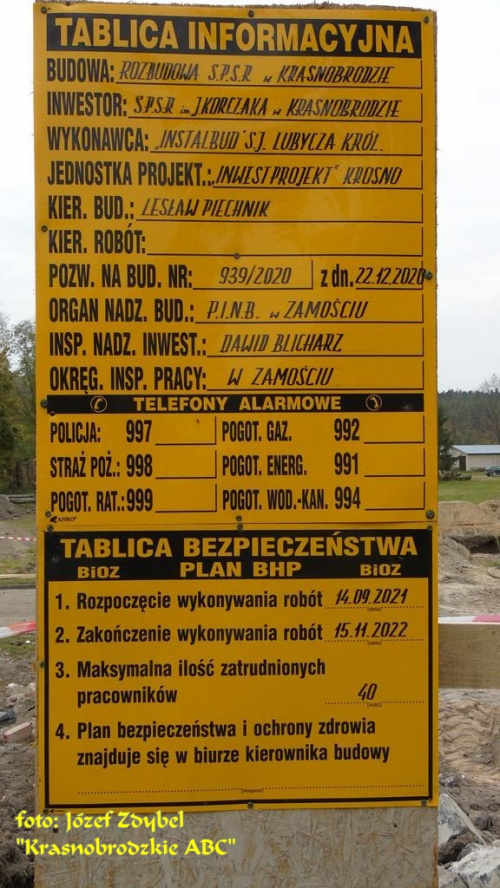 TABLICA INFORMACYJNA
BUDOWA: ROZBUDOWA S.P.S.R w KRASNOBRODZIE
INWESTOR: S.P.S.R im J.KORCZAKA w KRASNOBRODZIE
WYKONAWCA: „INSTALBUD" S.J. LUBYCZA KRÓL.
JEDNOSTKA PROJEKT.: „INWESTPROJEKT" KROSNO
KIER. BUD.: LESŁAW PIECHNIK
KIER. ROBÓT:
POZW. NA BUD. NR: 939/2020 z dn. 22.12.2020
ORGAN NADZ. BUD.: P.I.N.B. w ZAMOŚCIU
INSP. NADZ. INWEST.: DAWID BLICHARZ
OKRĘG. INSP. PRACY: W ZAMOŚCIU
TELEFONY ALARMOWE
POLICJA: 997 POGOT. GAZ. 992
STRAŻ POŻ.: 998 POGOT. ENERG. 991
POGOT. RAT.: 999 POGOT. WOD.-KAN. 994
TABLICA BEZPIECZEŃSTWA
BiOZ PLAN BHP BiOZ
1. Rozpoczęcie wykonywania robót 14.09.2021
2. Zakończenie wykonywania robót 15.11.2022
3. Maksymalna ilość zatrudnionych
pracowników 40
4. Plan bezpieczeństwa i ochrony zdrowia
znajduje się w biurze kierownika budowy
foto: Józef Zdybel
"Krasnobrodzkie ABC"